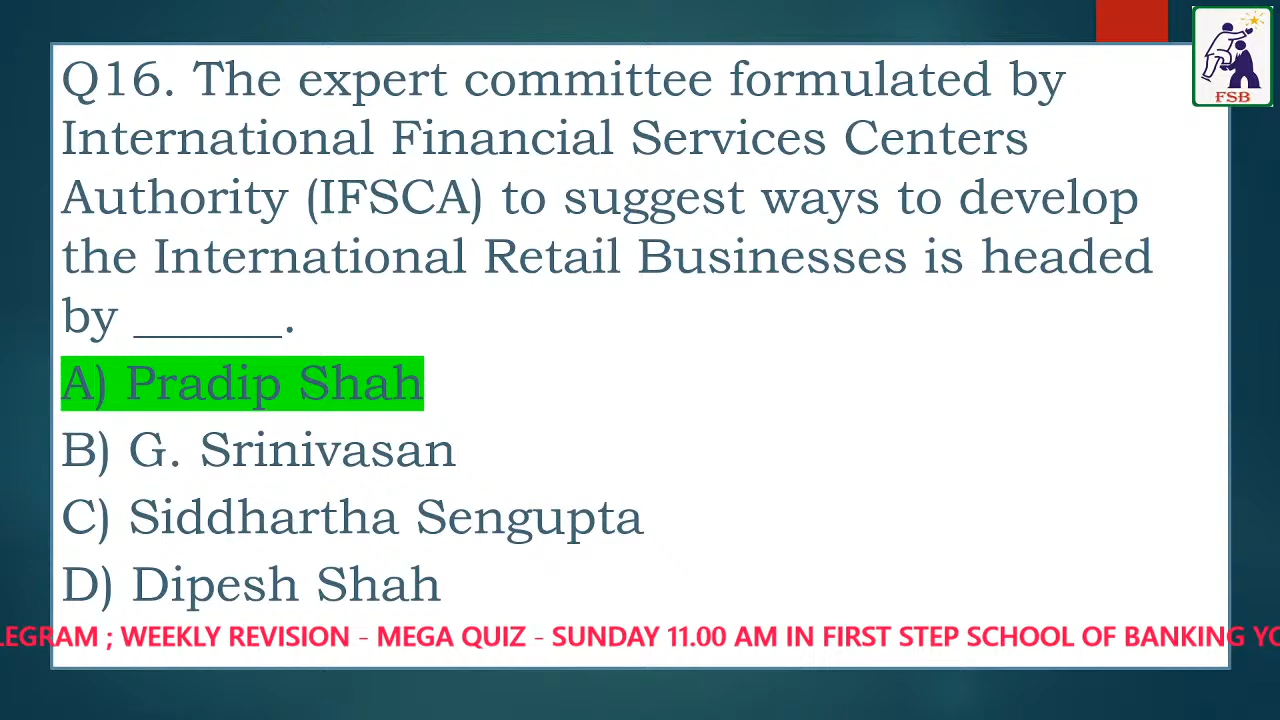 Q16. The expert committee formulated by
International Financial Services Centers
Authority (IFSCA) to suggest ways to develop
the International Retail Businesses is headed
by ______.
A) Pradip Shah
B) G. Srinivasan
C) Siddhartha Sengupta
D) Dipesh Shah
LEGRAM ; WEEKLY REVISION - MEGA QUIZ - SUNDAY 11.00 AM IN FIRST STEP SCHOOL OF BANKING YO
FSB